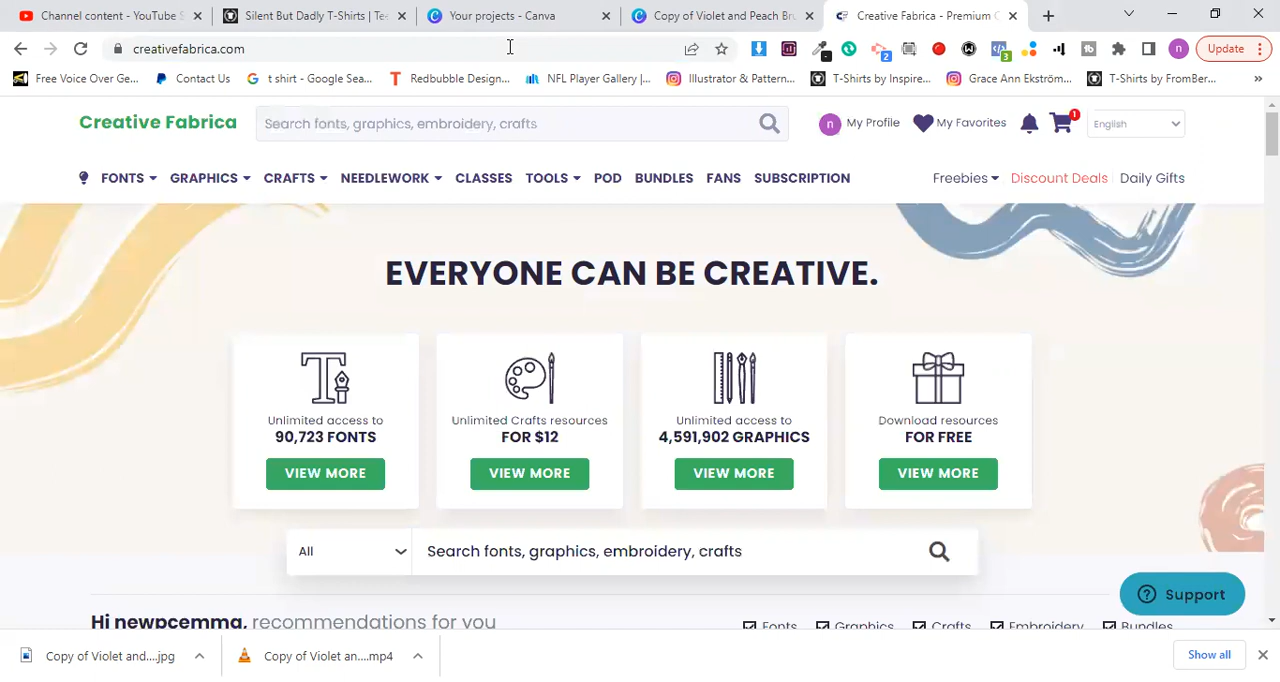 Channel content - YouTube S
Silent But Dadly T-Shirts | Tee
Your projects - Canva
Copy of Violet and Peach Bru
Creative Fabrica - Premium C
creativefabrica.com
2
3
n
Update
Free Voice Over Ge...
Contact Us
t shirt - Google Sea...
Redbubble Design...
NFL Player Gallery |...
Illustrator & Pattern...
T-Shirts by Inspire...
Grace Ann Ekström...
T-Shirts by FromBer...
Creative Fabrica
Search fonts, graphics, embroidery, crafts
n My Profile
My Favorites
1
English
FONTS
GRAPHICS
CRAFTS
NEEDLEWORK
CLASSES
TOOLS
POD
BUNDLES
FANS
SUBSCRIPTION
Freebies
Discount Deals
Daily Gifts
EVERYONE CAN BE CREATIVE.
Unlimited access to
90,723 FONTS
VIEW MORE
Unlimited Crafts resources
FOR $12
VIEW MORE
Unlimited access to
4,591,902 GRAPHICS
VIEW MORE
Download resources
FOR FREE
VIEW MORE
All
Search fonts, graphics, embroidery, crafts
Support
Hi newpcemma, recommendations for you
Fonts
Graphics
Crafts
Embroidery
Bundles
Copy of Violet and....jpg
Copy of Violet an....mp4
Show all